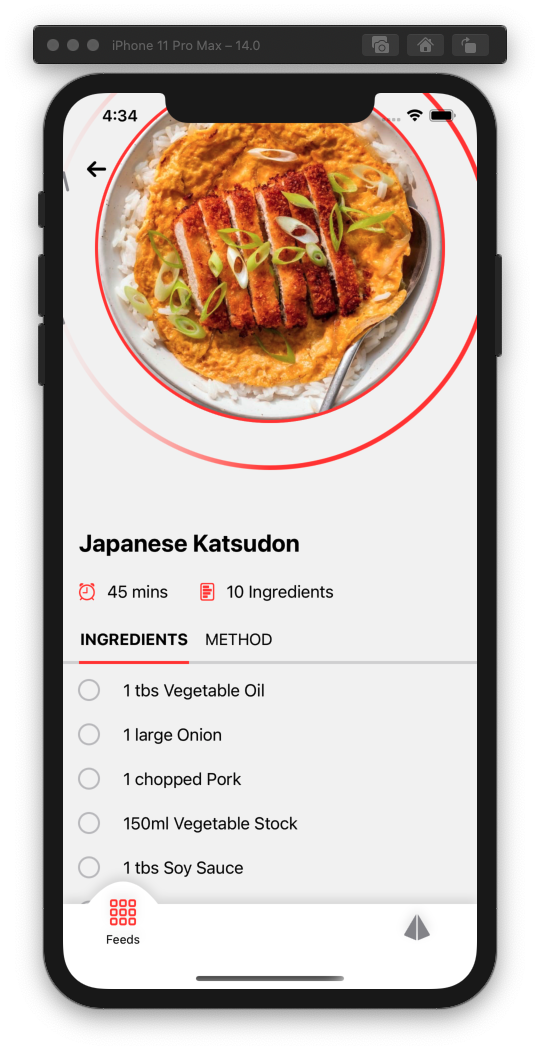 iPhone 11 Pro Max – 14.0
4:34
Japanese Katsudon
45 mins
10 Ingredients
INGREDIENTS
METHOD
1 tbs Vegetable Oil
1 large Onion
1 chopped Pork
150ml Vegetable Stock
1 tbs Soy Sauce
Feeds